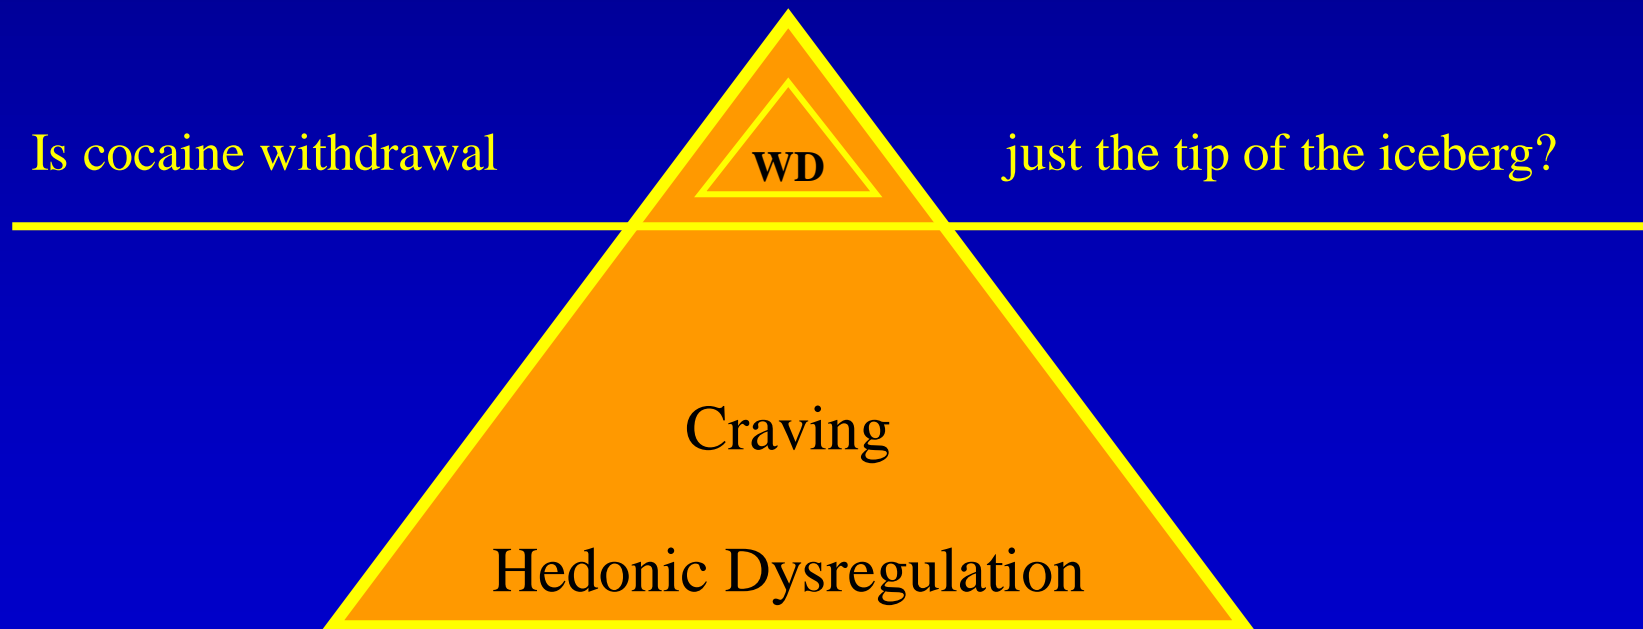 Is cocaine withdrawal just the tip of the iceberg?
WD
Craving
Hedonic Dysregulation